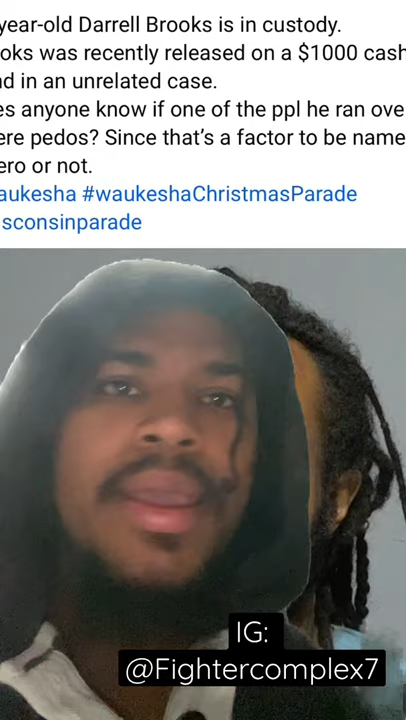 year-old Darrell Brooks is in custody.
oks was recently released on a $1000 cash
nd in an unrelated case.
es anyone know if one of the ppl he ran ove
ere pedos? Since that's a factor to be name
ero or not.
aukesha #waukeshaChristmasParade
sconsinparade
IG:
@Fightercomplex7